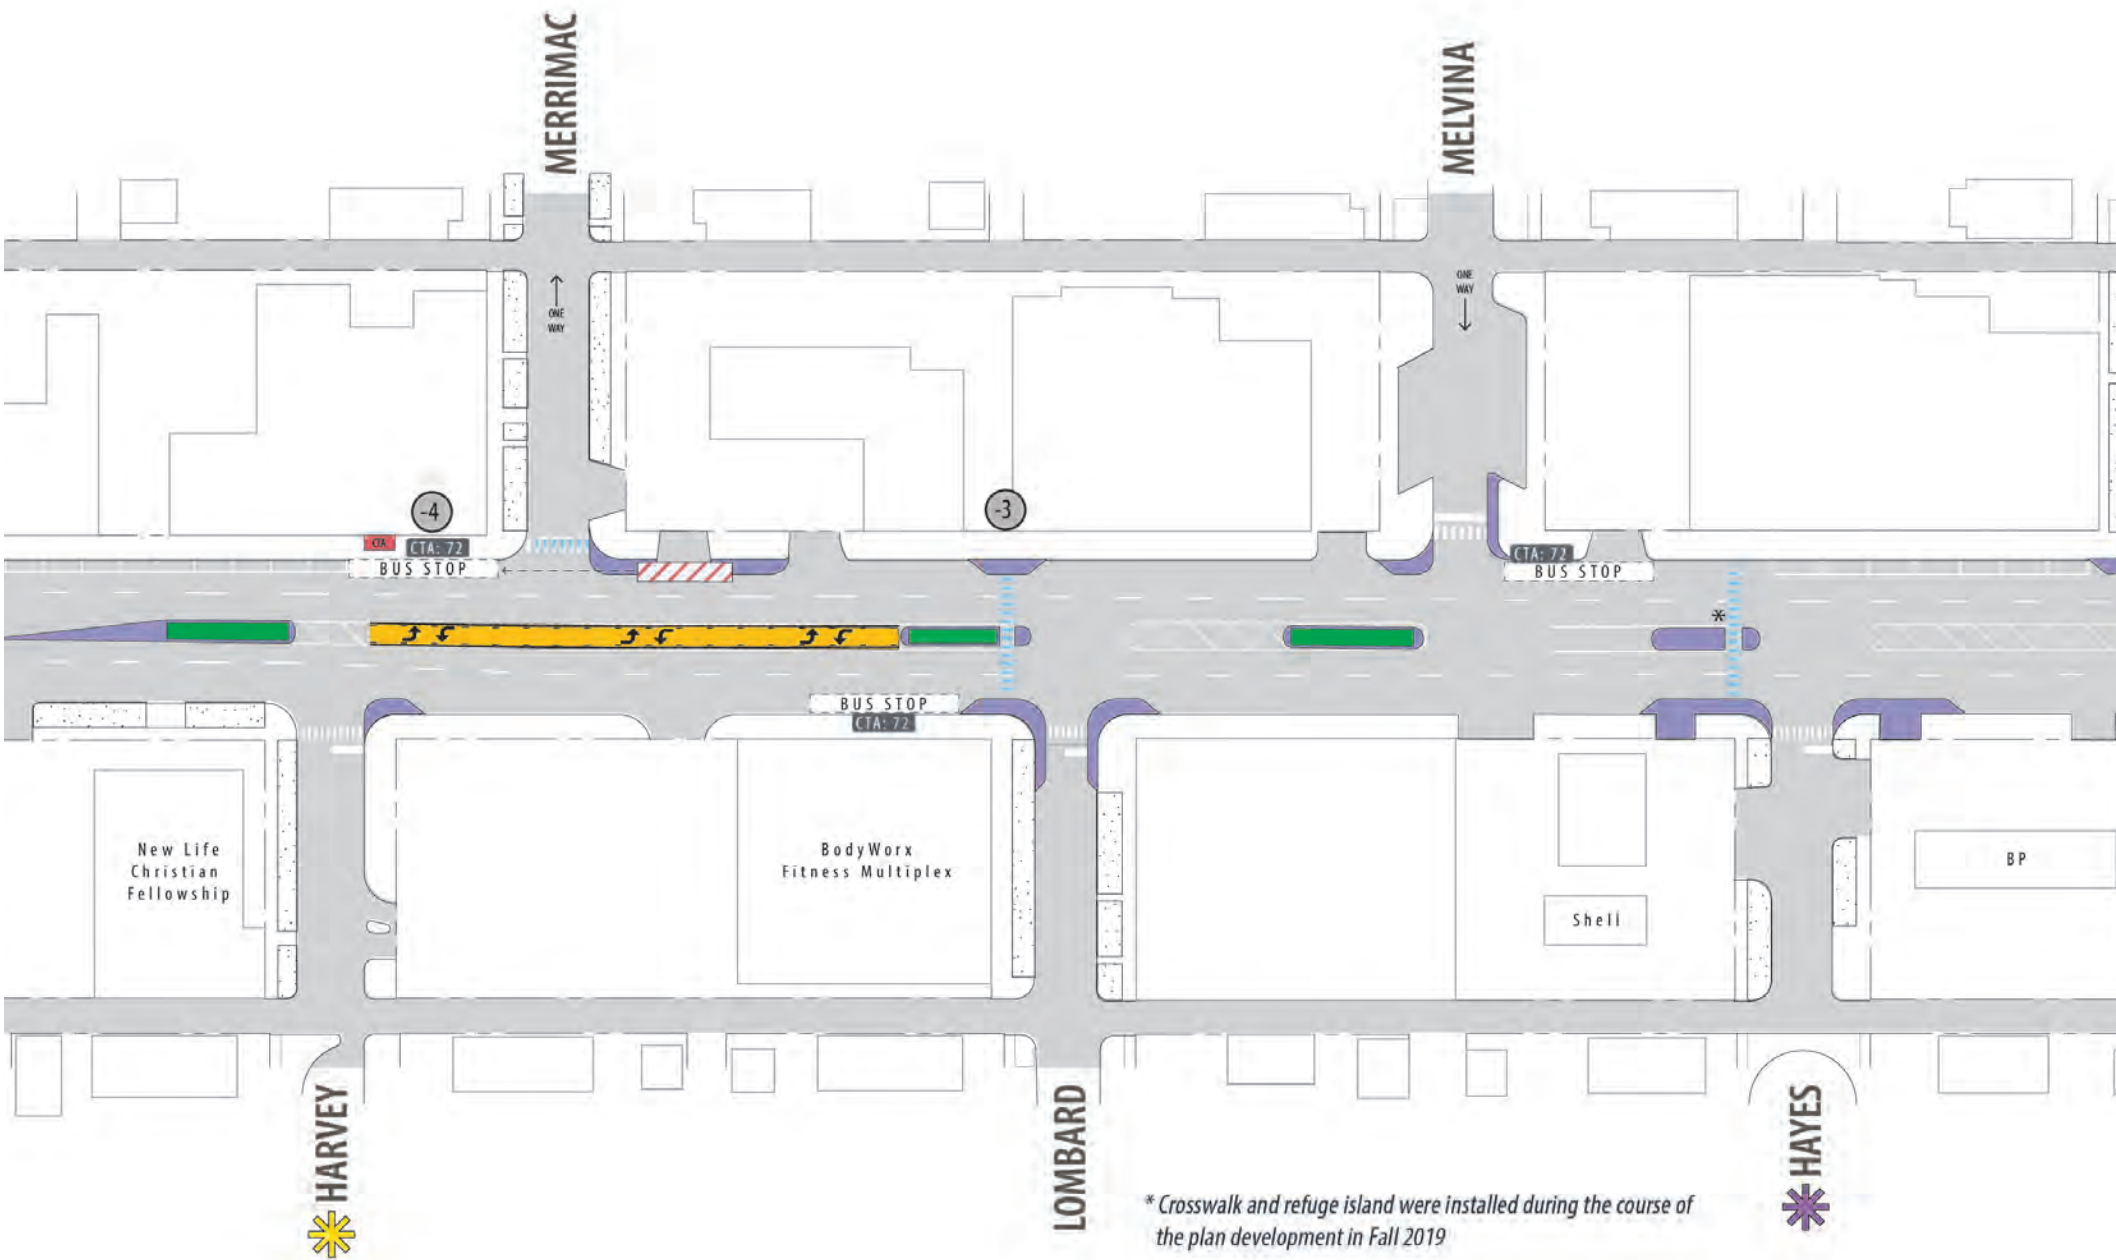 MERRIMAC
MELVINA
ONE
WAY
ONE
WAY
-4
-3
CTA
CTA: 72
BUS STOP
CTA: 72
BUS STOP
*
BUS STOP
CTA: 72
New Life
Christian
Fellowship
BodyWorx
Fitness Multiplex
Shell
BP
HARVEY
LOMBARD
HAYES
* Crosswalk and refuge island were installed during the course of
the plan development in Fall 2019